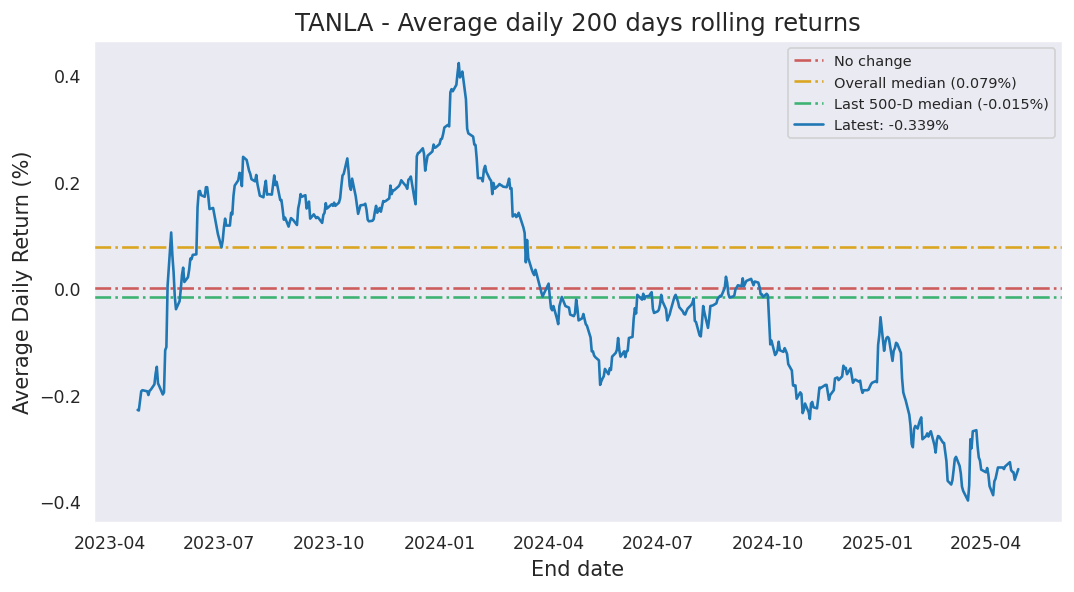 TANLA - Average daily 200 days rolling returns
No change
Overall median (0.079%)
Last 500-D median (-0.015%)
Latest: -0.339%
Average Daily Return (%)
0.4
0.2
0.0
−0.2
−0.4
2023-04 2023-07 2023-10 2024-01 2024-04 2024-07 2024-10 2025-01 2025-04
End date